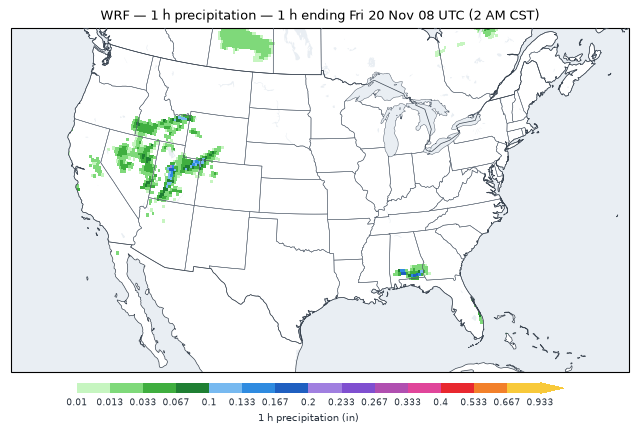 WRF — 1 h precipitation — 1 h ending Fri 20 Nov 08 UTC (2 AM CST)
0.01 0.013 0.033 0.067 0.1 0.133 0.167 0.2 0.233 0.267 0.333 0.4 0.533 0.667 0.933
1 h precipitation (in)